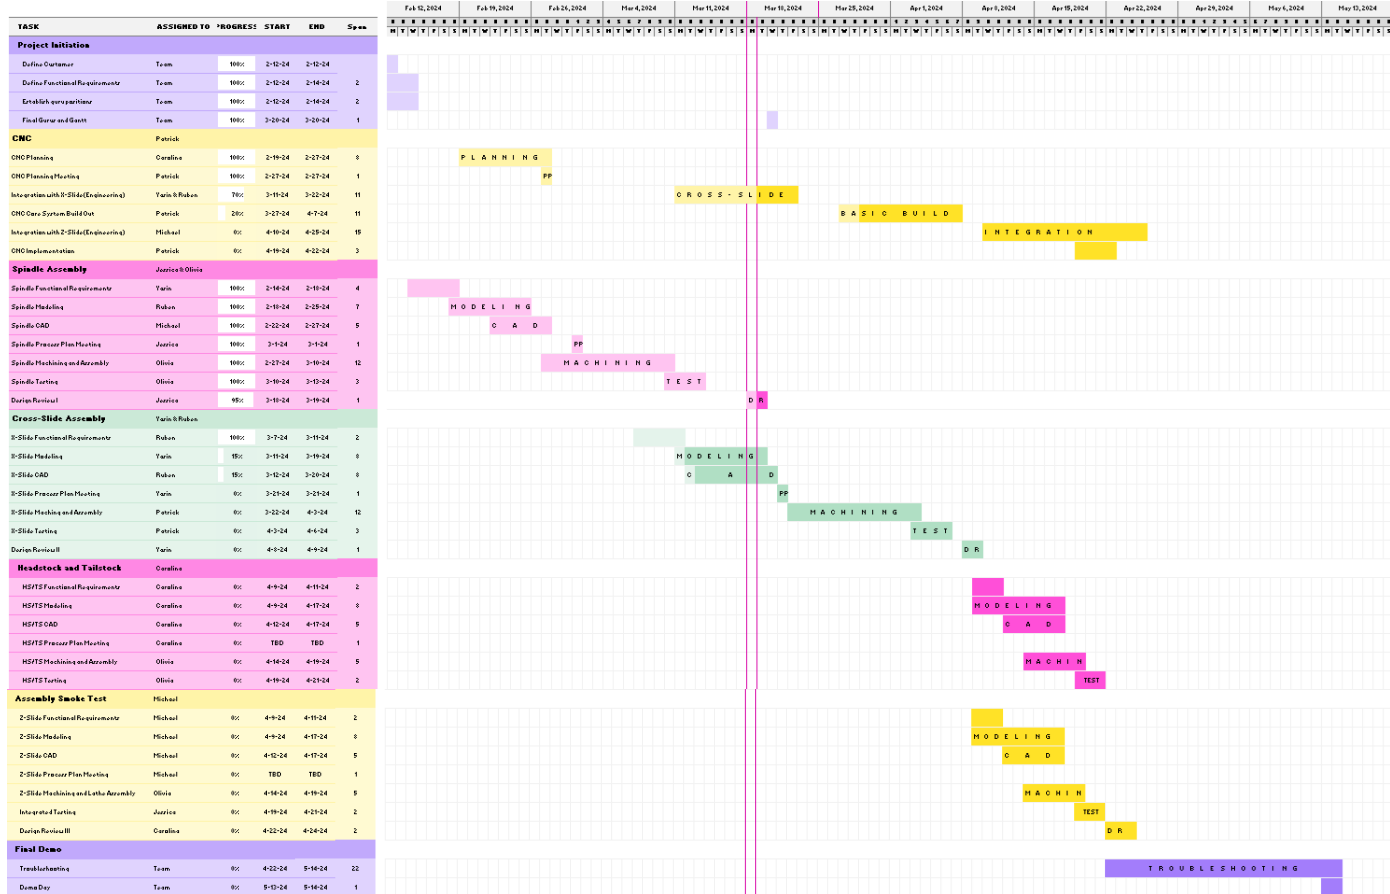 Feb 12, 2024 Feb 19, 2024 Feb 26, 2024 Mar 4, 2024 Mar 11, 2024 Mar 18, 2024 Mar 25, 2024 Apr 1, 2024 Apr 8, 2024 Apr 15, 2024 Apr 22, 2024 Apr 29, 2024 May 6, 2024 May 13, 2024
TASK ASSIGNED TO PROGRESS START END Span
M T W T F S S M T W T F S S M T W T F S S M T W T F S S M T W T F S S M T W T F S S M T W T F S S M T W T F S S M T W T F S S M T W T F S S M T W T F S S M T W T F S S M T W T F S S M T W T F S S
Project Initiation
Define Customer Team 100% 2-12-24 2-12-24
Define Functional Requirements Team 100% 2-12-24 2-14-24 2
Establish guru positions Team 100% 2-12-24 2-14-24 2
Final Gurus and Gantt Team 100% 3-20-24 3-20-24 1
CNC Patrick
CNC Planning Caroline 100% 2-19-24 2-27-24 8 PLANNING
CNC Planning Meeting Patrick 100% 2-27-24 2-27-24 1 PP
Integration with X-Slide (Engineering) Yarin & Ruben 70% 3-11-24 3-22-24 11 CROSS-SLIDE
CNC Core System Build Out Patrick 20% 3-27-24 4-7-24 11 BASIC BUILD
Integration with Z-Slide (Engineering) Michael 0% 4-10-24 4-25-24 15 INTEGRATION
CNC Implementation Patrick 0% 4-19-24 4-22-24 3
Spindle Assembly Jessica & Olivia
Spindle Functional Requirements Yarin 100% 2-14-24 2-18-24 4
Spindle Modeling Ruben 100% 2-18-24 2-25-24 7 MODELING
Spindle CAD Michael 100% 2-22-24 2-27-24 5 CAD
Spindle Process Plan Meeting Jessica 100% 3-1-24 3-1-24 1 PP
Spindle Machining and Assembly Olivia 100% 2-27-24 3-10-24 12 MACHINING
Spindle Testing Olivia 100% 3-10-24 3-13-24 3 TEST
Design Review I Jessica 95% 3-18-24 3-19-24 1 DR
Cross-Slide Assembly Yarin & Ruben
X-Slide Functional Requirements Ruben 100% 3-7-24 3-11-24 2
X-Slide Modeling Yarin 15% 3-11-24 3-19-24 8 MODELING
X-Slide CAD Ruben 15% 3-12-24 3-20-24 8 CAD
X-Slide Process Plan Meeting Yarin 0% 3-21-24 3-21-24 1 PP
X-Slide Maching and Assembly Patrick 0% 3-22-24 4-3-24 12 MACHINING
X-Slide Testing Patrick 0% 4-3-24 4-6-24 3 TEST
Design Review II Yarin 0% 4-8-24 4-9-24 1 DR
Headstock and Tailstock Caroline
HS/TS Functional Requirements Caroline 0% 4-9-24 4-11-24 2
HS/TS Modeling Caroline 0% 4-9-24 4-17-24 8 MODELING
HS/TS CAD Caroline 0% 4-12-24 4-17-24 5 CAD
HS/TS Process Plan Meeting Caroline 0% TBD TBD 1
HS/TS Machining and Assembly Olivia 0% 4-14-24 4-19-24 5 MACHIN
HS/TS Testing Olivia 0% 4-19-24 4-21-24 2 TEST
Assembly Smoke Test Michael
Z-Slide Functional Requirements Michael 0% 4-9-24 4-11-24 2
Z-Slide Modeling Michael 0% 4-9-24 4-17-24 8 MODELING
Z-Slide CAD Michael 0% 4-12-24 4-17-24 5 CAD
Z-Slide Process Plan Meeting Michael 0% TBD TBD 1
Z-Slide Machining and Lathe Assembly Olivia 0% 4-14-24 4-19-24 5 MACHIN
Integrated Testing Jessica 0% 4-19-24 4-21-24 2 TEST
Design Review III Caroline 0% 4-22-24 4-24-24 2 DR
Final Demo
Troubleshooting Team 0% 4-22-24 5-14-24 22 TROUBLESHOOTING
Demo Day Team 0% 5-13-24 5-14-24 1